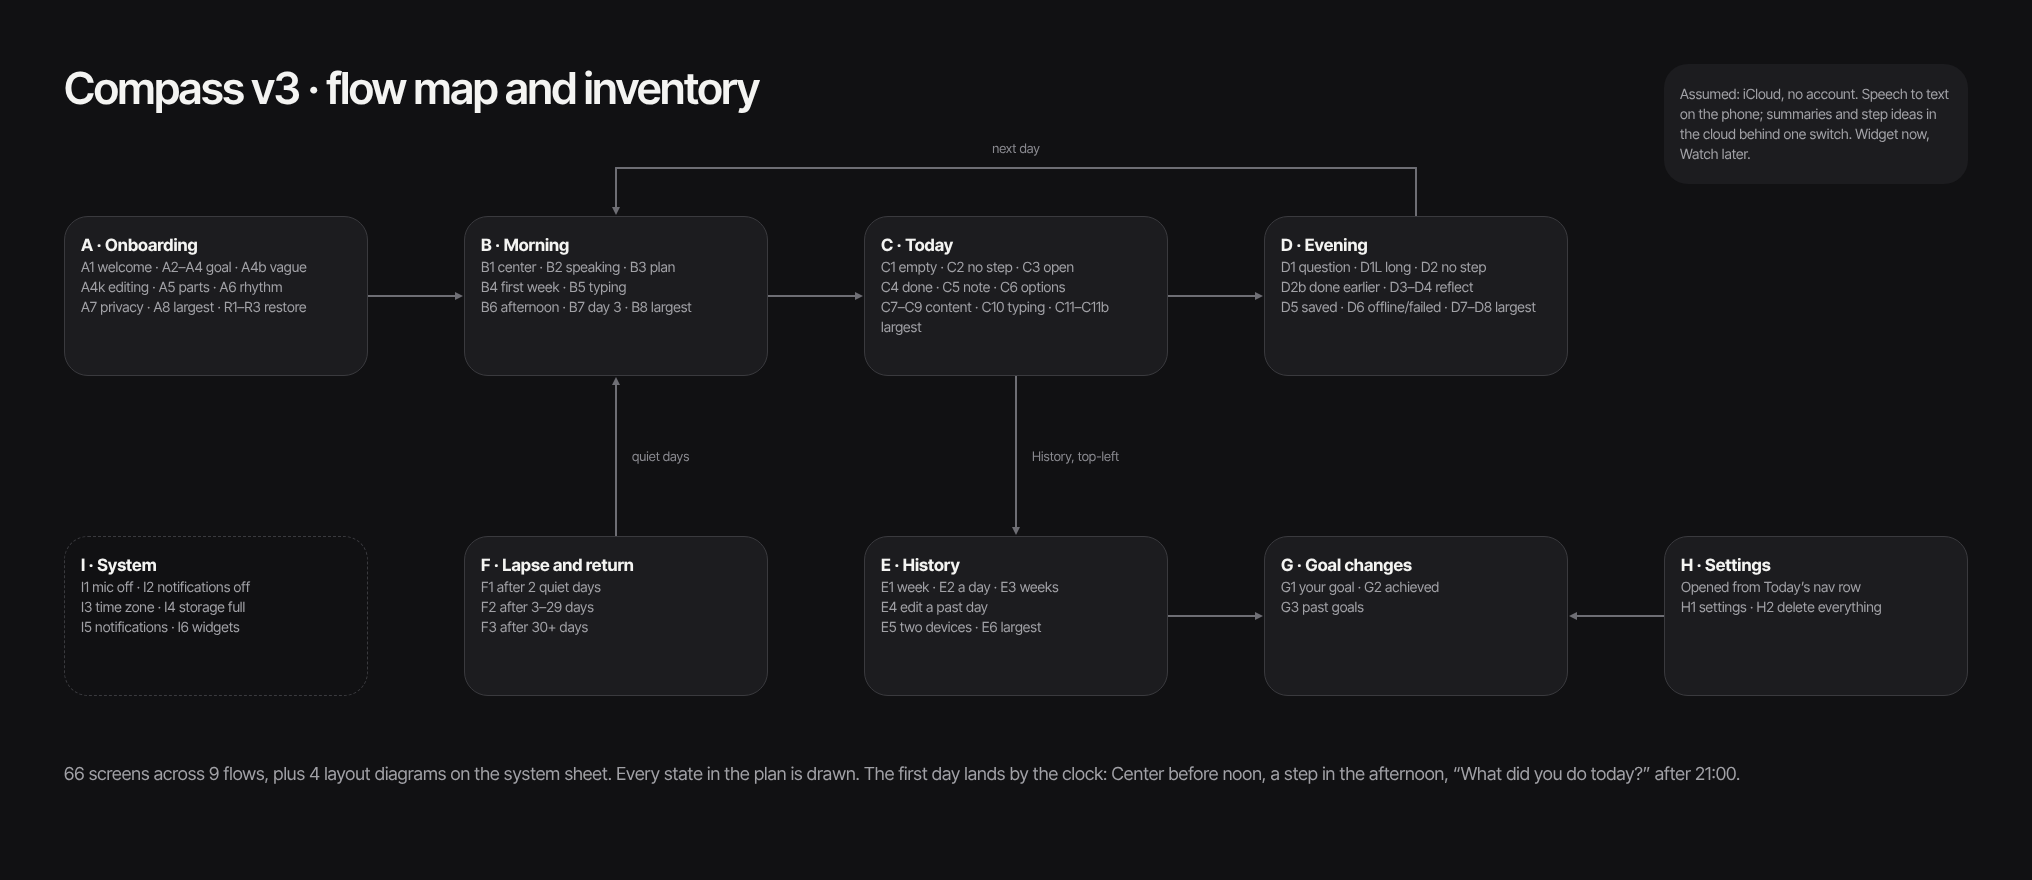 Compass v3 · flow map and inventory
Assumed: iCloud, no account. Speech to text
on the phone; summaries and step ideas in
the cloud behind one switch. Widget now,
Watch later.
next day
A · Onboarding
A1 welcome · A2–A4 goal · A4b vague
A4k editing · A5 parts · A6 rhythm
A7 privacy · A8 largest · R1–R3 restore
B · Morning
B1 center · B2 speaking · B3 plan
B4 first week · B5 typing
B6 afternoon · B7 day 3 · B8 largest
C · Today
C1 empty · C2 no step · C3 open
C4 done · C5 note · C6 options
C7–C9 content · C10 typing · C11–C11b
largest
D · Evening
D1 question · D1L long · D2 no step
D2b done earlier · D3–D4 reflect
D5 saved · D6 offline/failed · D7–D8 largest
quiet days
History, top-left
I · System
I1 mic off · I2 notifications off
I3 time zone · I4 storage full
I5 notifications · I6 widgets
F · Lapse and return
F1 after 2 quiet days
F2 after 3–29 days
F3 after 30+ days
E · History
E1 week · E2 a day · E3 weeks
E4 edit a past day
E5 two devices · E6 largest
G · Goal changes
G1 your goal · G2 achieved
G3 past goals
H · Settings
Opened from Today’s nav row
H1 settings · H2 delete everything
66 screens across 9 flows, plus 4 layout diagrams on the system sheet. Every state in the plan is drawn. The first day lands by the clock: Center before noon, a step in the afternoon, “What did you do today?” after 21:00.